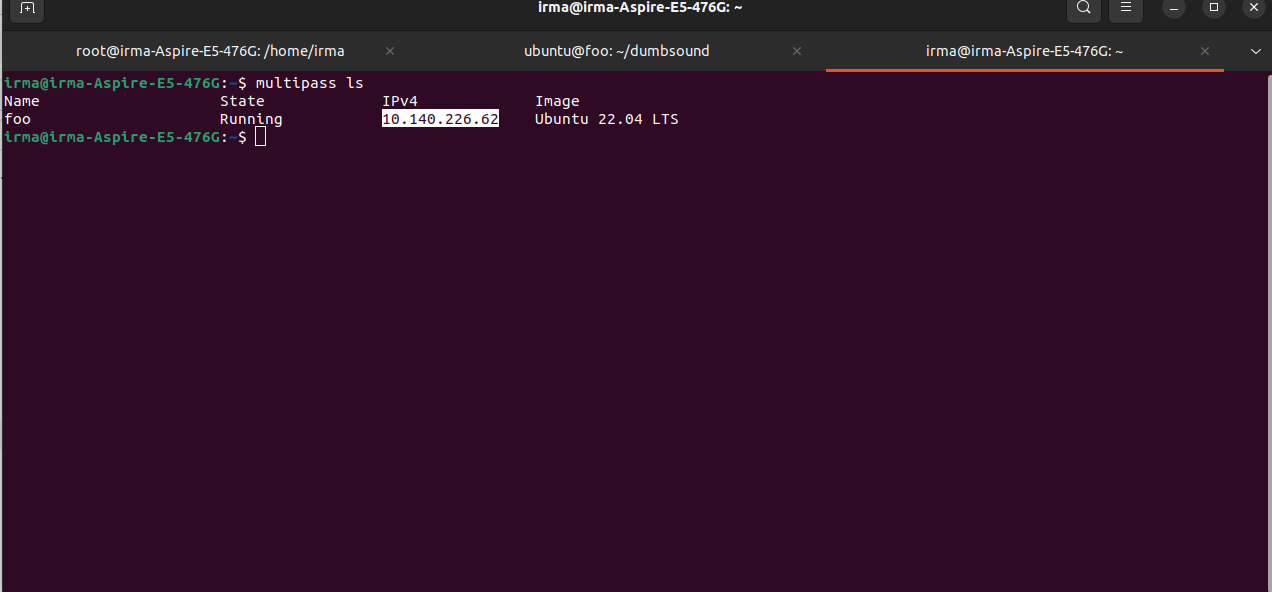 irma@irma-Aspire-E5-476G: ~
root@irma-Aspire-E5-476G: /home/irma ubuntu@foo: ~/dumbsound irma@irma-Aspire-E5-476G: ~
irma@irma-Aspire-E5-476G:~$ multipass ls
Name State IPv4 Image
foo Running 10.140.226.62 Ubuntu 22.04 LTS
irma@irma-Aspire-E5-476G:~$